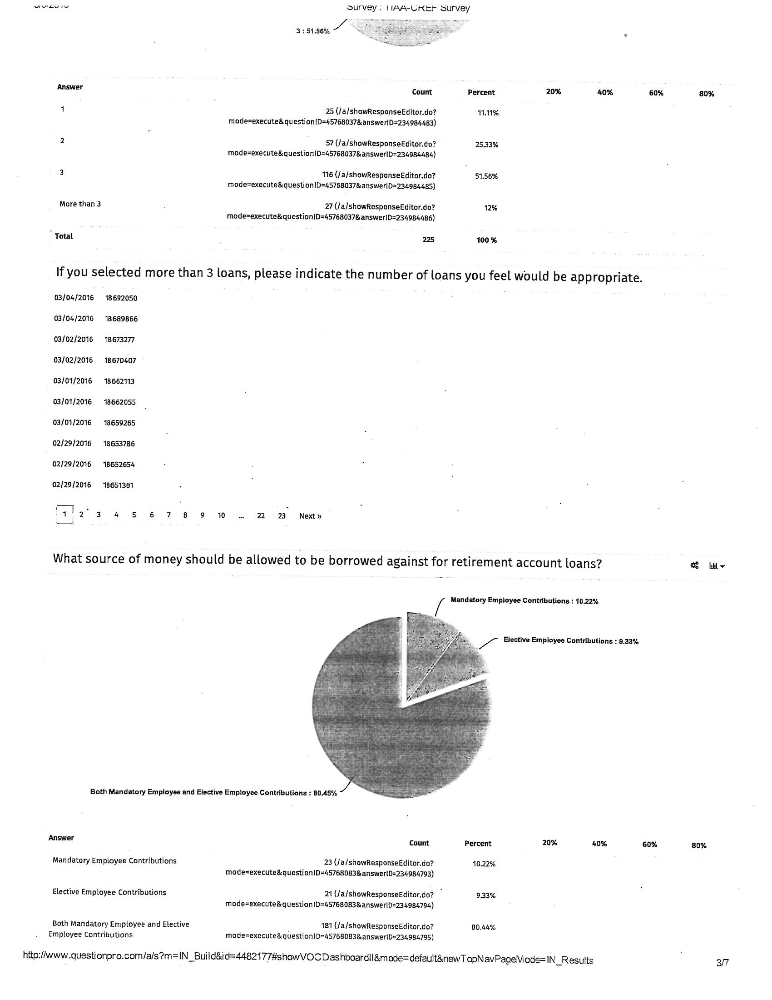 Survey : TIAA-CREF Survey
3 : 51.56%
Answer Count Percent 20% 40% 60% 80%
1 25 (/a/showResponseEditor.do? 11.11%
mode=execute&questionID=45768037&answerID=234984483)
2 57 (/a/showResponseEditor.do? 25.33%
mode=execute&questionID=45768037&answerID=234984484)
3 116 (/a/showResponseEditor.do? 51.56%
mode=execute&questionID=45768037&answerID=234984485)
More than 3 27 (/a/showResponseEditor.do? 12%
mode=execute&questionID=45768037&answerID=234984486)
Total 225 100 %
If you selected more than 3 loans, please indicate the number of loans you feel would be appropriate.
03/04/2016 18692050
03/04/2016 18689866
03/02/2016 18673277
03/02/2016 18670407
03/01/2016 18662113
03/01/2016 18662055
03/01/2016 18659265
02/29/2016 18653786
02/29/2016 18652654
02/29/2016 18651361
1 2 3 4 5 6 7 8 9 10 ... 22 23 Next »
What source of money should be allowed to be borrowed against for retirement account loans?
Mandatory Employee Contributions : 10.22%
Elective Employee Contributions : 9.33%
Both Mandatory Employee and Elective Employee Contributions : 80.45%
Answer Count Percent 20% 40% 60% 80%
Mandatory Employee Contributions 23 (/a/showResponseEditor.do? 10.22%
mode=execute&questionID=45768083&answerID=234984793)
Elective Employee Contributions 21 (/a/showResponseEditor.do? 9.33%
mode=execute&questionID=45768083&answerID=234984794)
Both Mandatory Employee and Elective 181 (/a/showResponseEditor.do? 80.44%
Employee Contributions mode=execute&questionID=45768083&answerID=234984795)
http://www.questionpro.com/a/s?m=IN_Build&id=4482177#showVOCDashboardII&mode=default&newTopNavPageMode=IN_Results 3/7